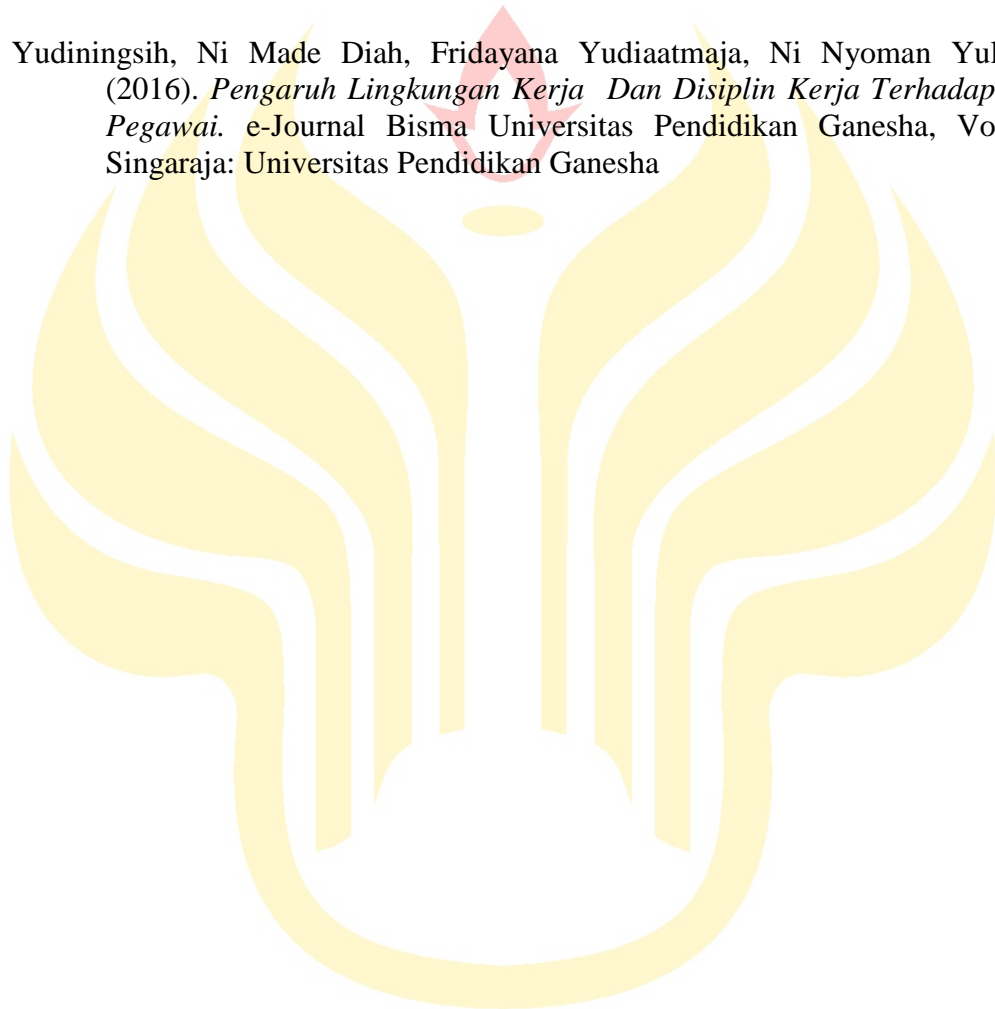 Yudiningsih, Ni Made Diah, Fridayana Yudiaatmaja, Ni Nyoman
(2016). Pengaruh Lingkungan Kerja Dan Disiplin Kerja Terhadap
Pegawai. e-Journal Bisma Universitas Pendidikan Ganesha,
Singaraja: Universitas Pendidikan Ganesha